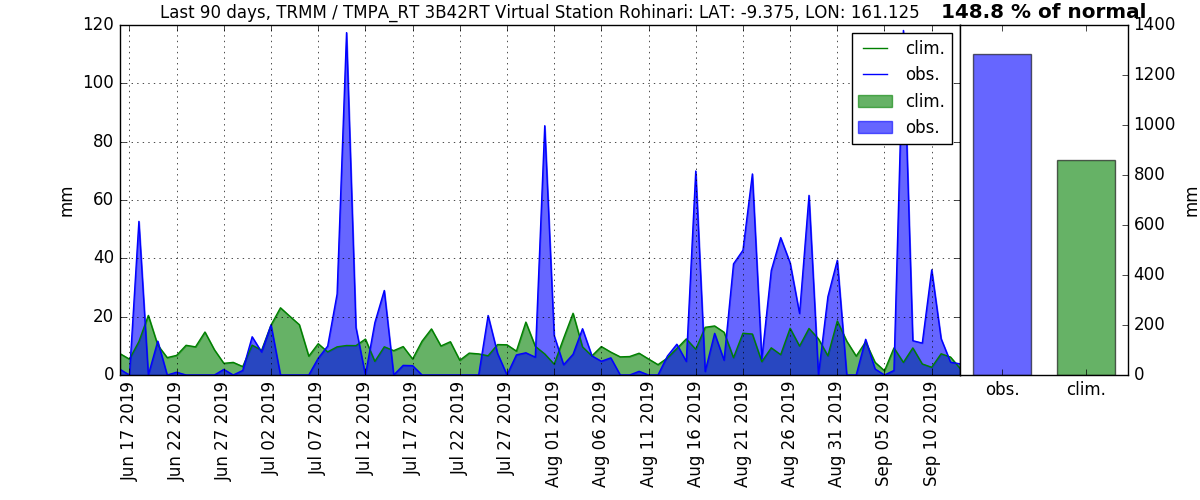 Last 90 days, TRMM / TMPA_RT 3B42RT Virtual Station Rohinari: LAT: -9.375, LON: 161.125
148.8 % of normal
120
100
80
60
40
20
0
mm
clim.
obs.
clim.
obs.
1400
1200
1000
800
600
400
200
0
mm
Jun 17 2019
Jun 22 2019
Jun 27 2019
Jul 02 2019
Jul 07 2019
Jul 12 2019
Jul 17 2019
Jul 22 2019
Jul 27 2019
Aug 01 2019
Aug 06 2019
Aug 11 2019
Aug 16 2019
Aug 21 2019
Aug 26 2019
Aug 31 2019
Sep 05 2019
Sep 10 2019
obs.
clim.